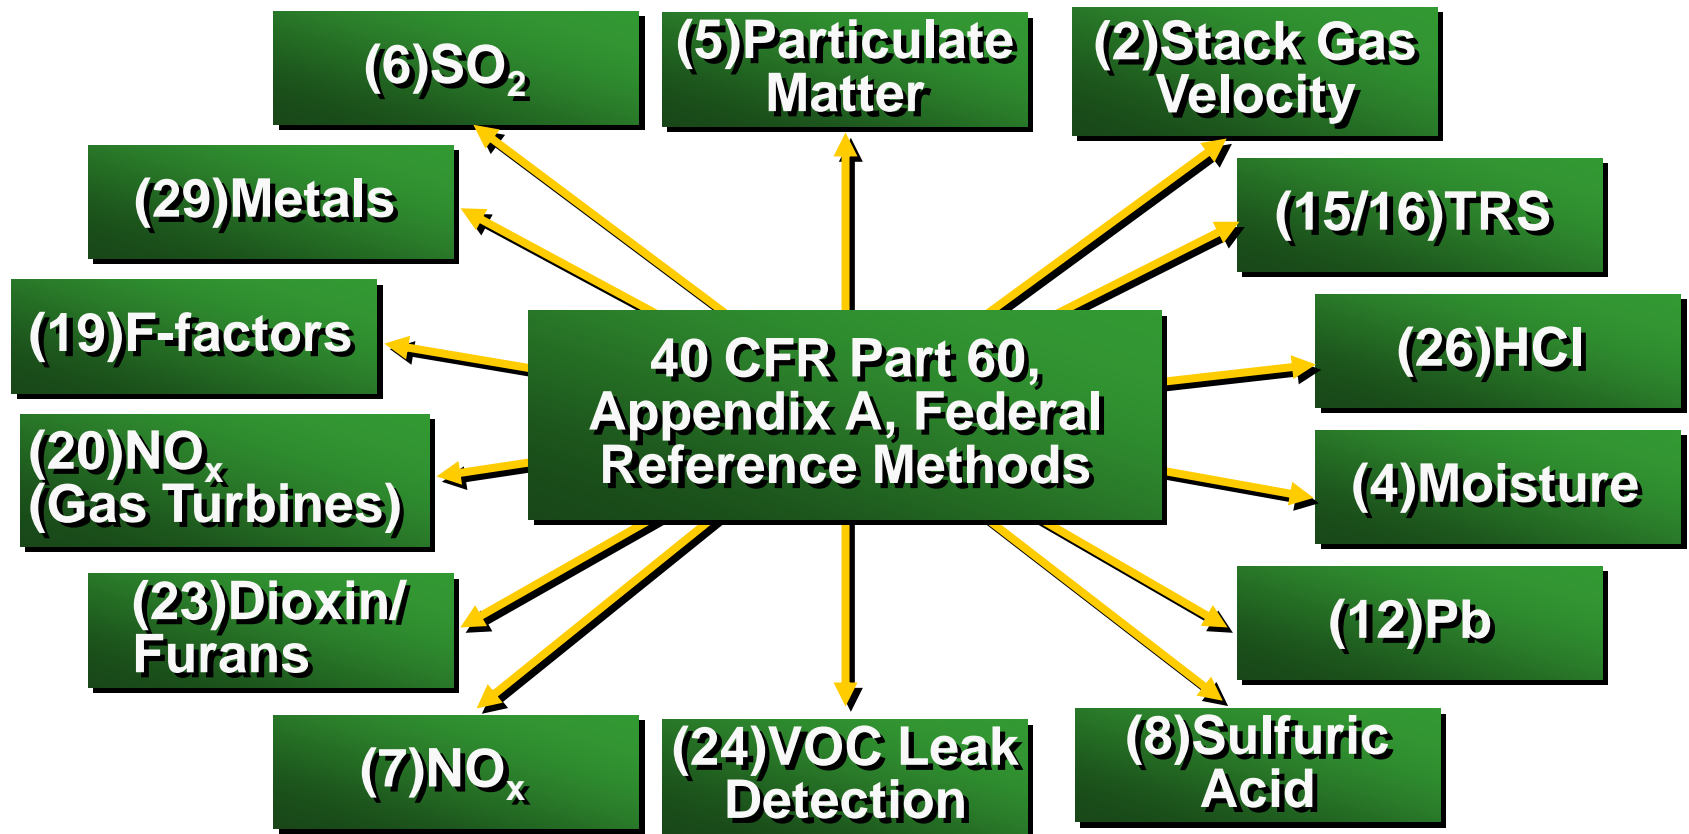 (6)SO₂
(5)Particulate
Matter
(2)Stack Gas
Velocity
(29)Metals
(15/16)TRS
(19)F-factors
40 CFR Part 60,
Appendix A, Federal
Reference Methods
(26)HCl
(20)NOₓ
(Gas Turbines)
(4)Moisture
(23)Dioxin/
Furans
(12)Pb
(7)NOₓ
(24)VOC Leak
Detection
(8)Sulfuric
Acid